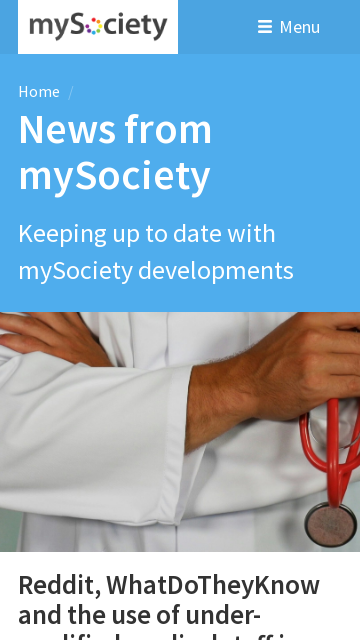 mySociety
Menu
Home /
News from
mySociety
Keeping up to date with
mySociety developments
Reddit, WhatDoTheyKnow
and the use of under-